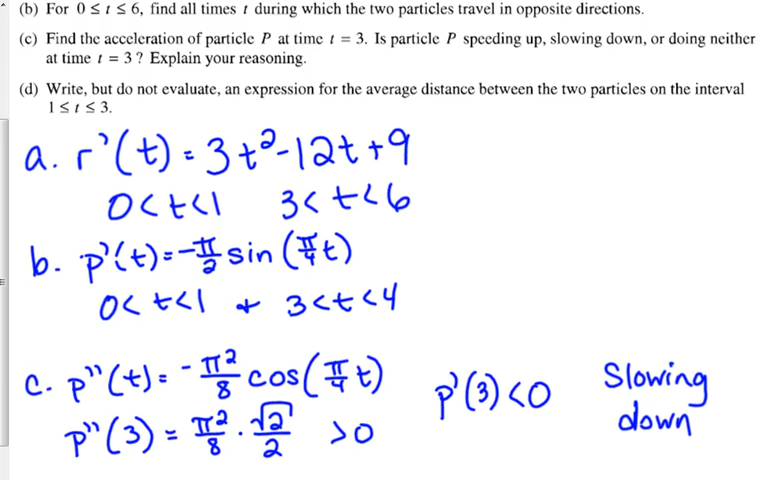 (b) For 0 ≤ t ≤ 6, find all times t during which the two particles travel in opposite directions.
(c) Find the acceleration of particle P at time t = 3. Is particle P speeding up, slowing down, or doing neither
at time t = 3? Explain your reasoning.
(d) Write, but do not evaluate, an expression for the average distance between the two particles on the interval
1 ≤ t ≤ 3.
a. r'(t) = 3t²-12t+9
0<t<1 3<t<6
b. p'(t)=-π/2 sin(π/4 t)
0<t<1 + 3<t<4
c. p''(t)= -π²/8 cos(π/4 t)
p''(3) = π²/8 · √2/2 >0
p'(3)<0
Slowing
down